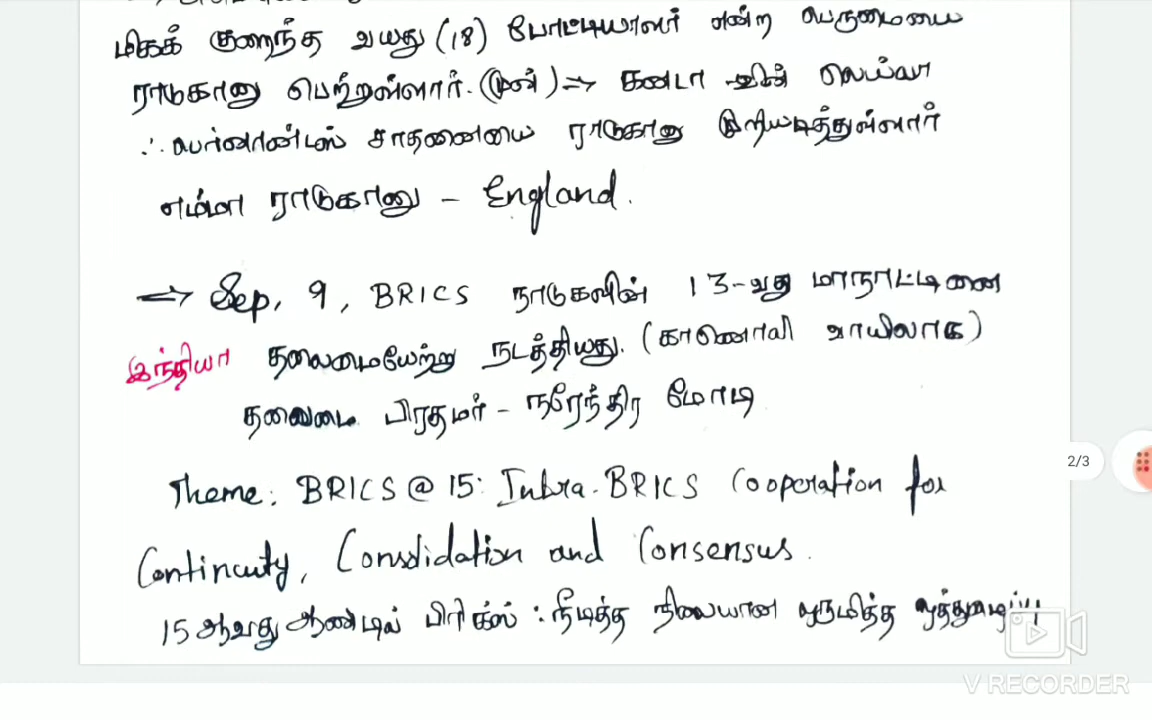 மிகக் குறைந்த வயது (18) போட்டியாளர் என்ற பெருமையை
ராடுகானு பெற்றுள்ளார். (முன்) => கனடா வின் லெய்லா
∴ பெர்னாண்டஸ் சாதனையை ராடுகானு முறியடித்துள்ளார்
எம்மா ராடுகானு - England.
=> Sep, 9, BRICS நாடுகளின் 13-வது மாநாட்டினை
இந்தியா தலைமையேற்று நடத்தியது. (காணொலி வாயிலாக)
தலைமை பிரதமர் - நரேந்திர மோடி
Theme: BRICS @ 15: Intra-BRICS Cooperation for
Continuity, Consolidation and Consensus.
15 ஆவது ஆண்டில் பிரிக்ஸ் : நீடித்த நிலையான ஒருமித்த ஒத்துழைப்பு
2/3
V RECORDER